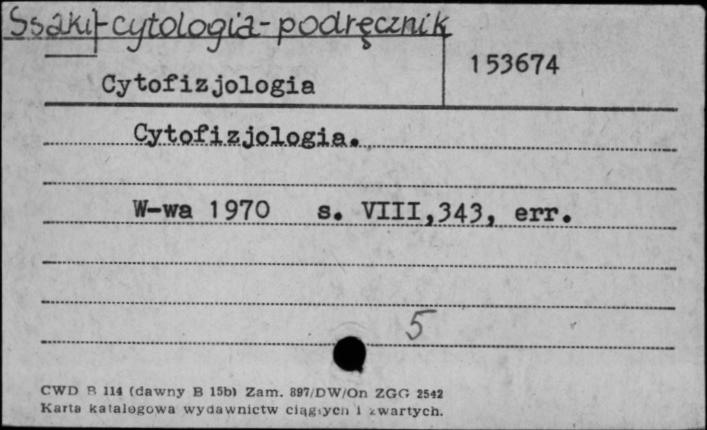 Ssaki - cytologia - podręcznik
153674
Cytofizjologia
Cytofizjologia.
W-wa 1970 s. VIII,343, err.
5
CWD B 114 (dawny B 15b) Zam. 897/DW/On ZGG 2542
Karta katalogowa wydawnictw ciągłych i zwartych.